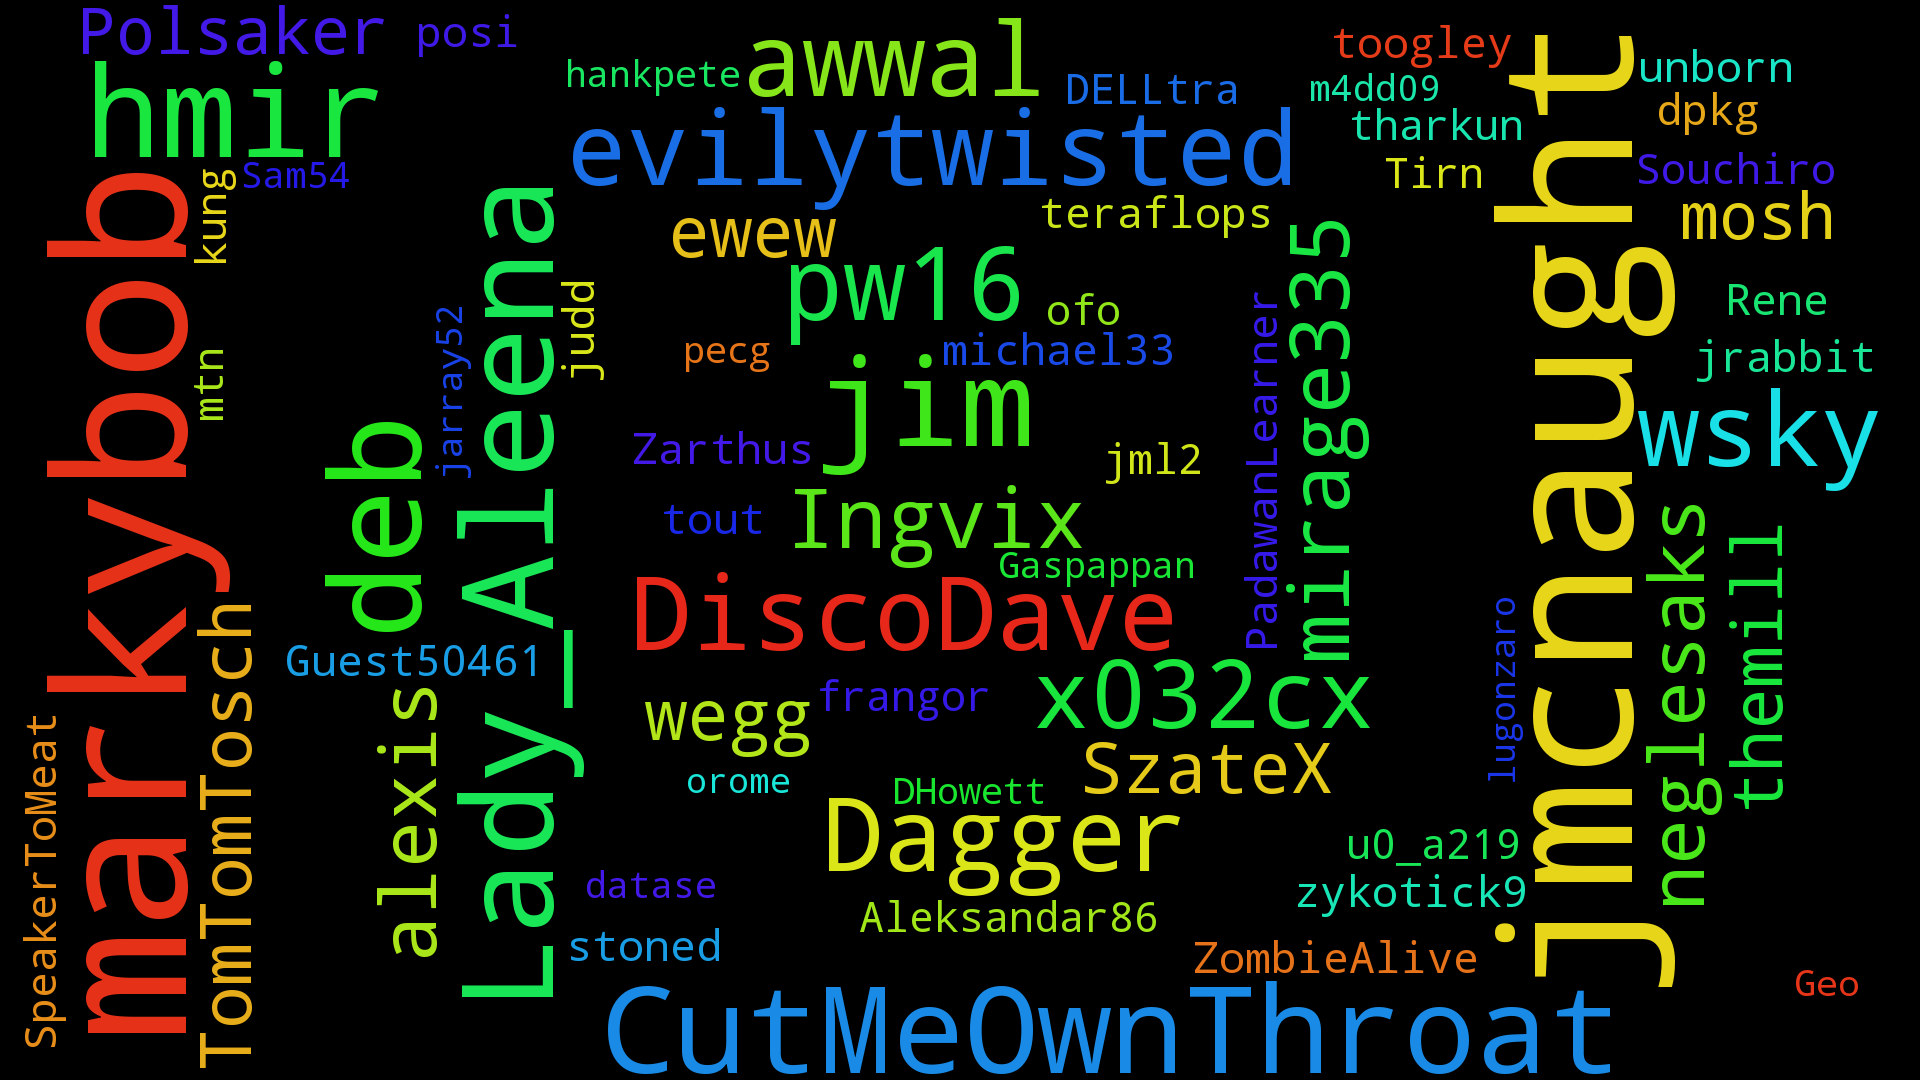 Polsaker
posi
hmir
Sam54
kung
markybob
mtn
SpeakerToMeat
TomTomTosch
deb
jarray52
Lady_Aleena
judd
Guest50461
alexis
hankpete
awwal
DELLtra
evilytwisted
ewew
teraflops
pw16
ofo
pecg
michael33
jim
Zarthus
jml2
tout
Ingvix
Gaspappan
DiscoDave
wegg
frangor
x032cx
orome
SzateX
DHowett
Dagger
datase
Aleksandar86
stoned
CutMeOwnThroat
toogley
m4dd09
tharkun
Tirn
PadawanLearner
mirage335
lugonzaro
u0_a219
zykotick9
ZombieAlive
jmcnaught
unborn
dpkg
Souchiro
mosh
Rene
jrabbit
wsky
neglesaks
themill
Geo